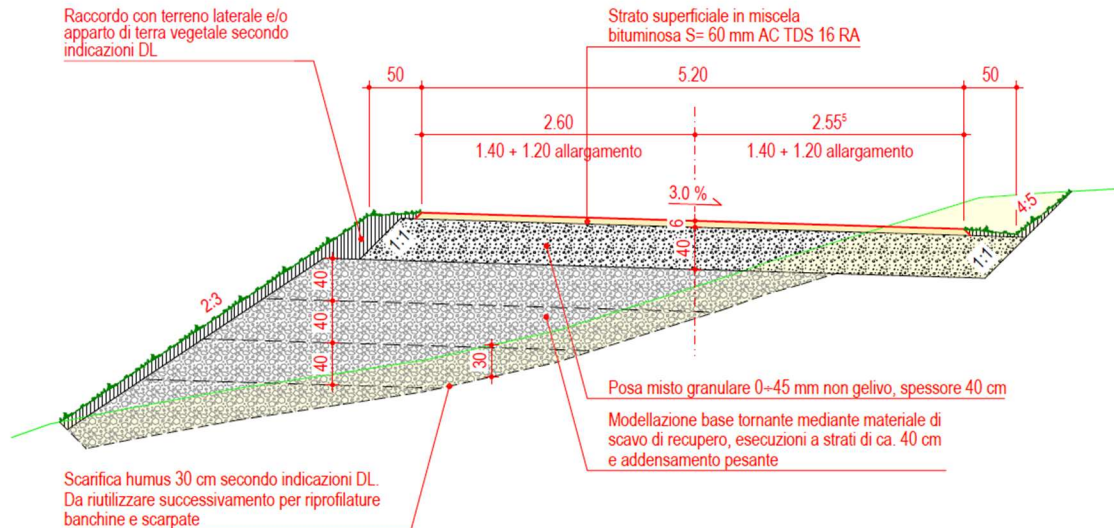 Raccordo con terreno laterale e/o
apparto di terra vegetale secondo
indicazioni DL
Strato superficiale in miscela
bituminosa S= 60 mm AC TDS 16 RA
50
5.20
50
2.60
2.55⁵
1.40 + 1.20 allargamento
1.40 + 1.20 allargamento
3.0 %
4:5
6
1:1
40
1:1
2:3
40
40
40
30
Posa misto granulare 0÷45 mm non gelivo, spessore 40 cm
Modellazione base tornante mediante materiale di
scavo di recupero, esecuzioni a strati di ca. 40 cm
e addensamento pesante
Scarifica humus 30 cm secondo indicazioni DL.
Da riutilizzare successivamento per riprofilature
banchine e scarpate